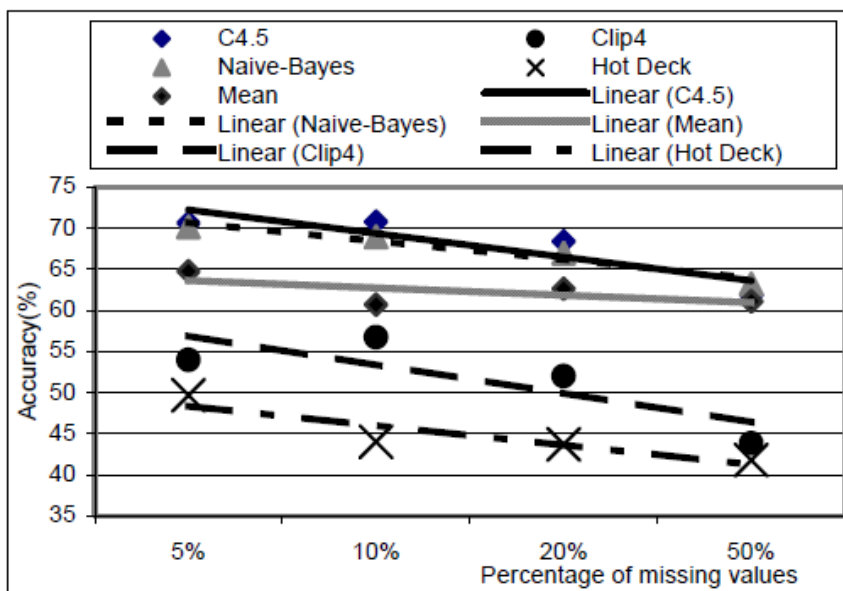 C4.5 Clip4
Naive-Bayes Hot Deck
Mean Linear (C4.5)
Linear (Naive-Bayes) Linear (Mean)
Linear (Clip4) Linear (Hot Deck)
75
70
65
60
55
50
45
40
35
Accuracy(%)
5% 10% 20% 50%
Percentage of missing values